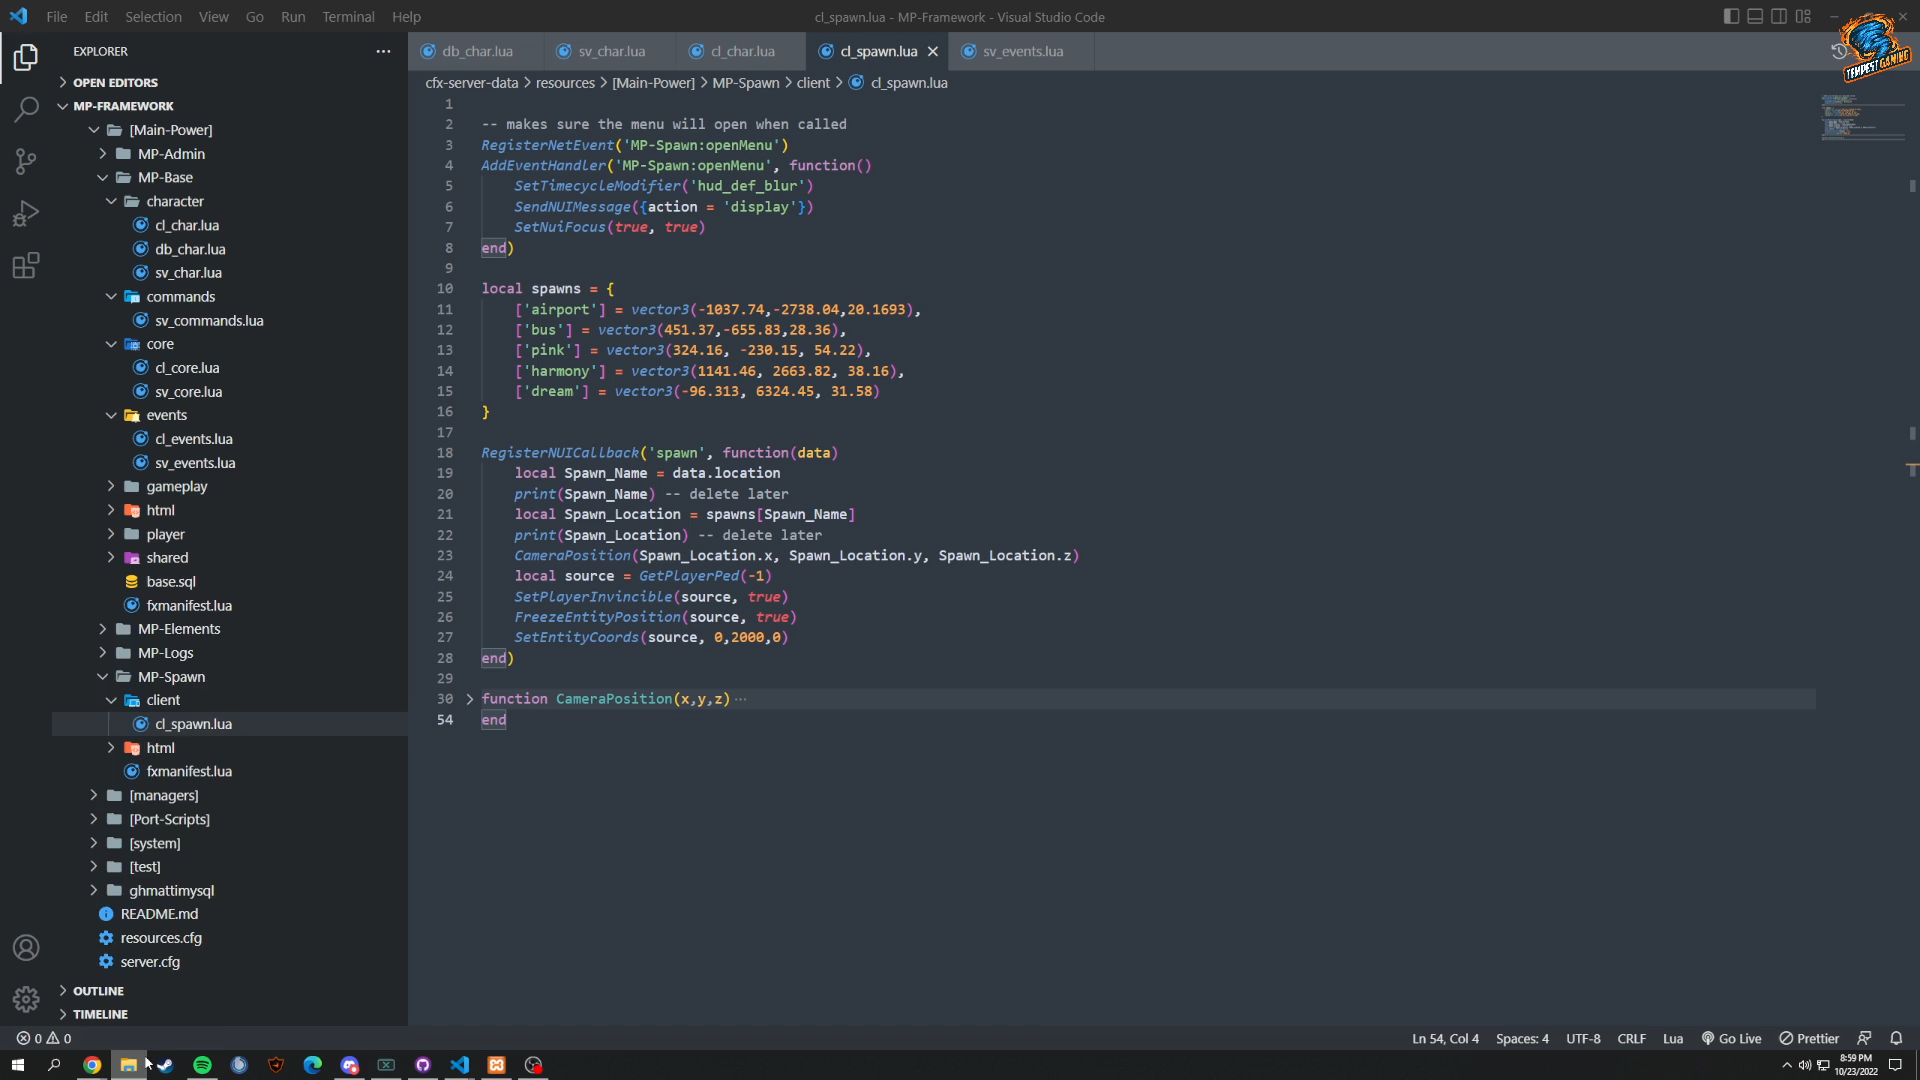 File Edit Selection View Go Run Terminal Help
cl_spawn.lua - MP-Framework - Visual Studio Code
TEMPEST GAMING
EXPLORER
db_char.lua sv_char.lua cl_char.lua cl_spawn.lua sv_events.lua
cfx-server-data > resources > [Main-Power] > MP-Spawn > client > cl_spawn.lua
OPEN EDITORS
MP-FRAMEWORK
[Main-Power]
MP-Admin
MP-Base
character
cl_char.lua
db_char.lua
sv_char.lua
commands
sv_commands.lua
core
cl_core.lua
sv_core.lua
events
cl_events.lua
sv_events.lua
gameplay
html
player
shared
base.sql
fxmanifest.lua
MP-Elements
MP-Logs
MP-Spawn
client
cl_spawn.lua
html
fxmanifest.lua
[managers]
[Port-Scripts]
[system]
[test]
ghmattimysql
README.md
resources.cfg
server.cfg
OUTLINE
TIMELINE
1
2 -- makes sure the menu will open when called
3 RegisterNetEvent('MP-Spawn:openMenu')
4 AddEventHandler('MP-Spawn:openMenu', function()
5 SetTimecycleModifier('hud_def_blur')
6 SendNUIMessage({action = 'display'})
7 SetNuiFocus(true, true)
8 end)
9
10 local spawns = {
11 ['airport'] = vector3(-1037.74,-2738.04,20.1693),
12 ['bus'] = vector3(451.37,-655.83,28.36),
13 ['pink'] = vector3(324.16, -230.15, 54.22),
14 ['harmony'] = vector3(1141.46, 2663.82, 38.16),
15 ['dream'] = vector3(-96.313, 6324.45, 31.58)
16 }
17
18 RegisterNUICallback('spawn', function(data)
19 local Spawn_Name = data.location
20 print(Spawn_Name) -- delete later
21 local Spawn_Location = spawns[Spawn_Name]
22 print(Spawn_Location) -- delete later
23 CameraPosition(Spawn_Location.x, Spawn_Location.y, Spawn_Location.z)
24 local source = GetPlayerPed(-1)
25 SetPlayerInvincible(source, true)
26 FreezeEntityPosition(source, true)
27 SetEntityCoords(source, 0,2000,0)
28 end)
29
30 function CameraPosition(x,y,z) ···
54 end
0 0
Ln 54, Col 4 Spaces: 4 UTF-8 CRLF Lua Go Live Prettier
8:59 PM
10/23/2022